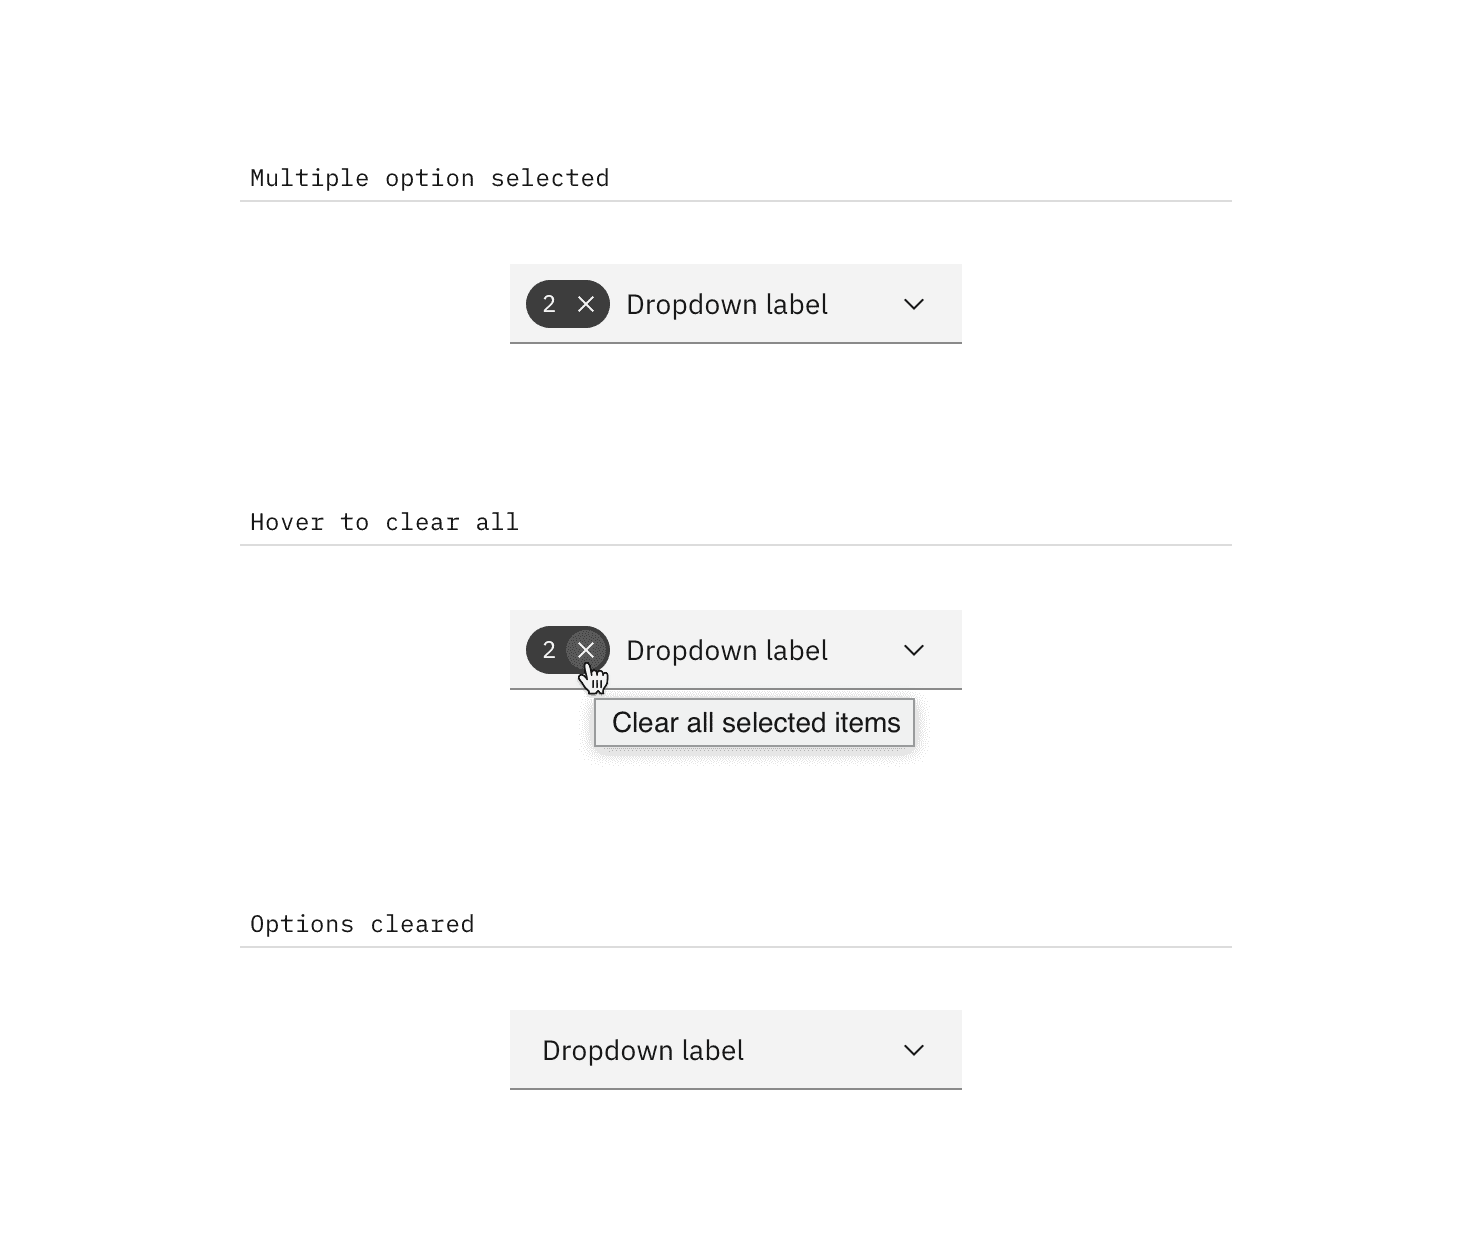 Multiple option selected
2 Dropdown label
Hover to clear all
2 Dropdown label
Clear all selected items
Options cleared
Dropdown label